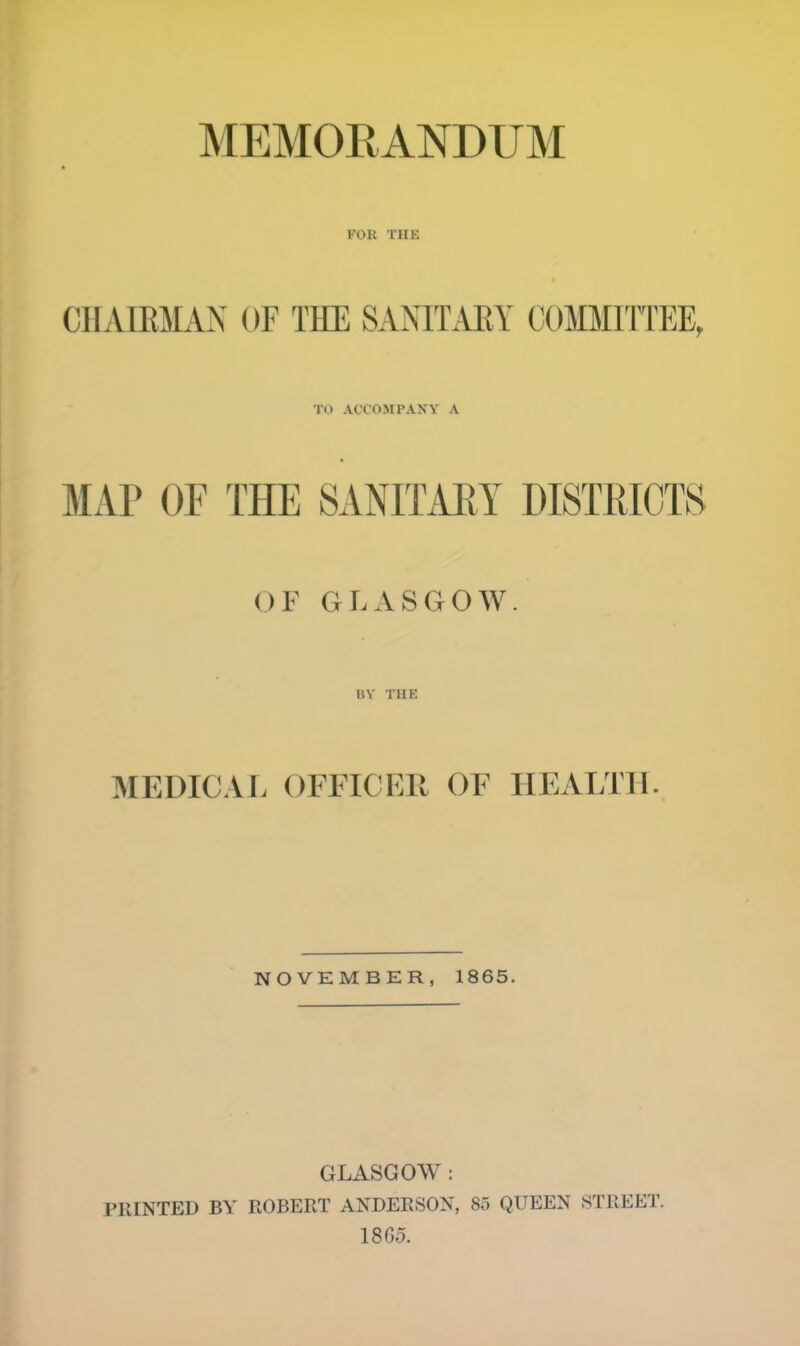 MEMORANDUM
FOR THE
CHAIRMAN OF THE SANITARY COMMITTEE,
TO ACCOMPANY A
MAP OF THE SANITARY DISTRICTS
OF GLASGOW.
BY THE
MEDICAL OFFICER OF HEALTH.
NOVEMBER, 1865.
GLASGOW:
PRINTED BY ROBERT ANDERSON, 85 QUEEN STREET.
1865.